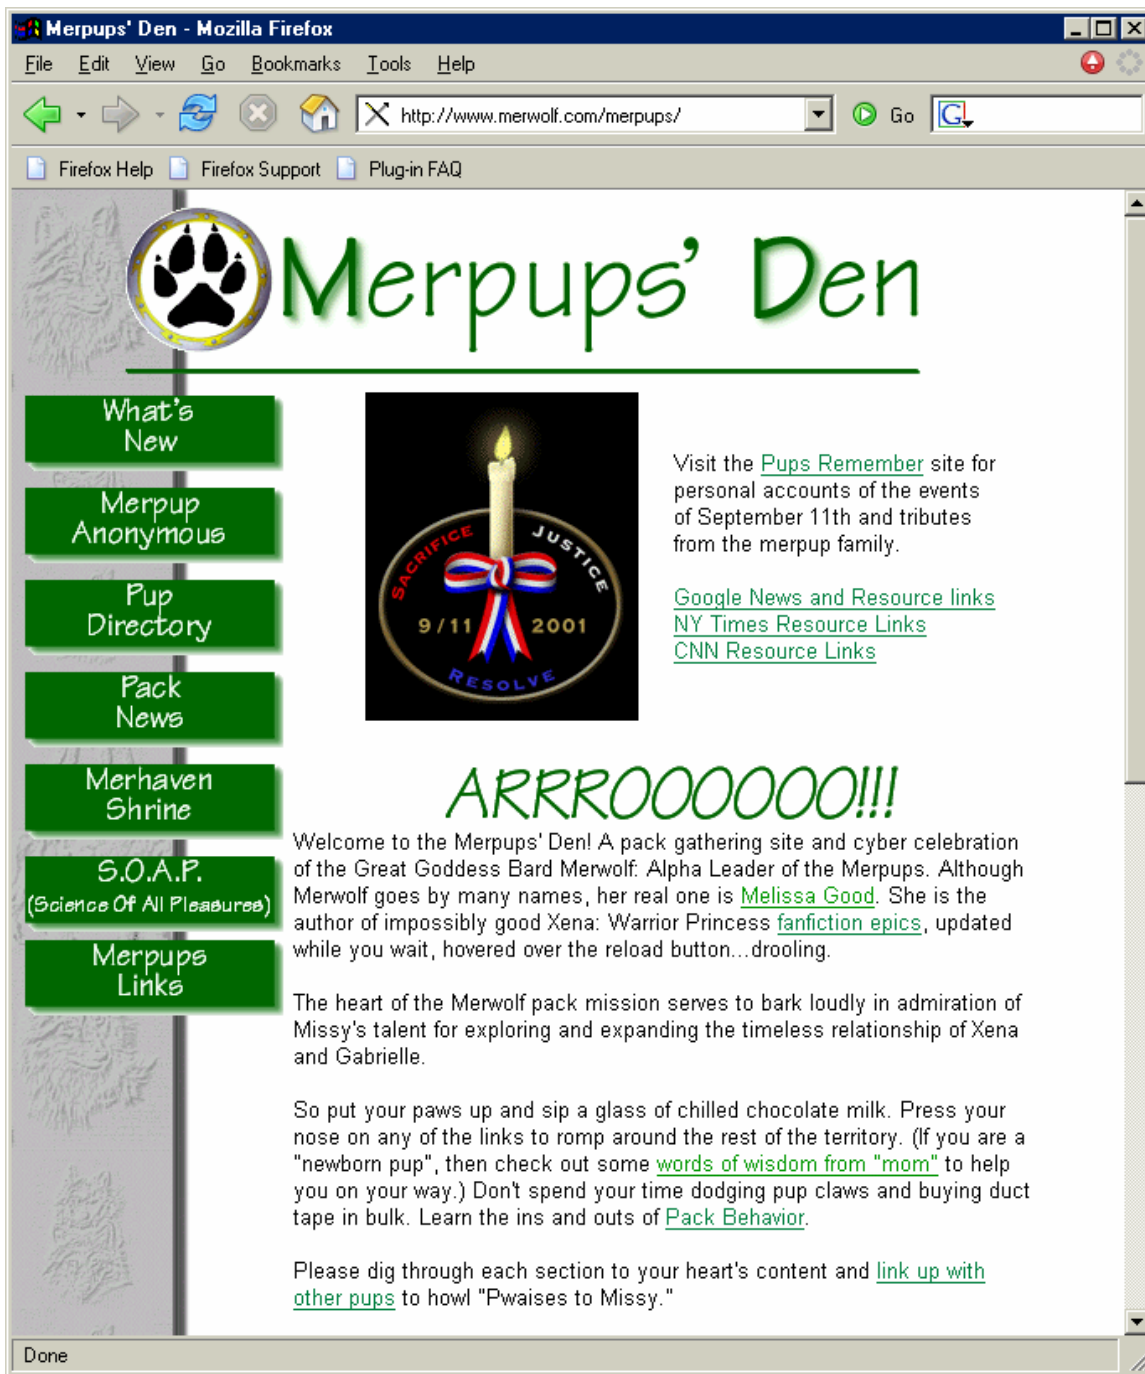 Merpups' Den - Mozilla Firefox
File Edit View Go Bookmarks Tools Help
http://www.merwolf.com/merpups/ Go G
Firefox Help Firefox Support Plug-in FAQ
Merpups' Den
What's
New
Merpup
Anonymous
Pup
Directory
Pack
News
Merhaven
Shrine
S.O.A.P.
(Science Of All Pleasures)
Merpups
Links
SACRIFICE JUSTICE
9/11 2001
RESOLVE
Visit the Pups Remember site for
personal accounts of the events
of September 11th and tributes
from the merpup family.
Google News and Resource links
NY Times Resource Links
CNN Resource Links
ARRROOOOOO!!!
Welcome to the Merpups' Den! A pack gathering site and cyber celebration
of the Great Goddess Bard Merwolf: Alpha Leader of the Merpups. Although
Merwolf goes by many names, her real one is Melissa Good. She is the
author of impossibly good Xena: Warrior Princess fanfiction epics, updated
while you wait, hovered over the reload button...drooling.
The heart of the Merwolf pack mission serves to bark loudly in admiration of
Missy's talent for exploring and expanding the timeless relationship of Xena
and Gabrielle.
So put your paws up and sip a glass of chilled chocolate milk. Press your
nose on any of the links to romp around the rest of the territory. (If you are a
"newborn pup", then check out some words of wisdom from "mom" to help
you on your way.) Don't spend your time dodging pup claws and buying duct
tape in bulk. Learn the ins and outs of Pack Behavior.
Please dig through each section to your heart's content and link up with
other pups to howl "Pwaises to Missy."
Done